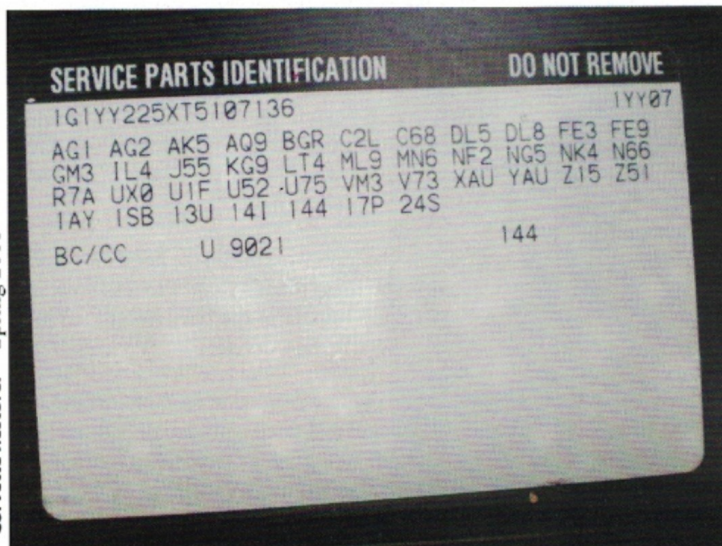 SERVICE PARTS IDENTIFICATION DO NOT REMOVE
1G1YY225XT5107136 1YY07
AG1 AG2 AK5 AQ9 BGR C2L C68 DL5 DL8 FE3 FE9
GM3 IL4 J55 KG9 LT4 ML9 MN6 NF2 NG5 NK4 N66
R7A UX0 U1F U52 U75 VM3 V73 XAU YAU Z15 Z51
1AY 1SB 13U 14I 144 17P 24S
BC/CC U 9021 144